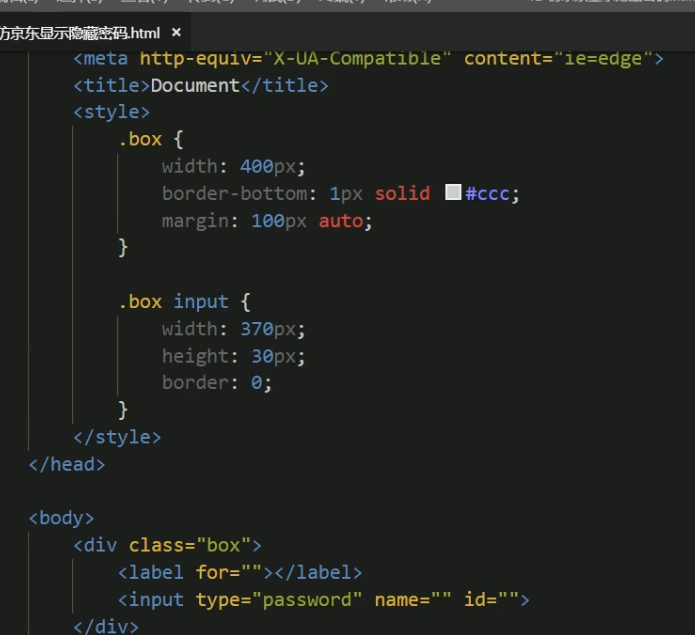 仿京东显示隐藏密码.html ×
<meta http-equiv="X-UA-Compatible" content="ie=edge">
<title>Document</title>
<style>
.box {
width: 400px;
border-bottom: 1px solid #ccc;
margin: 100px auto;
}
.box input {
width: 370px;
height: 30px;
border: 0;
}
</style>
</head>
<body>
<div class="box">
<label for=""></label>
<input type="password" name="" id="">
</div>